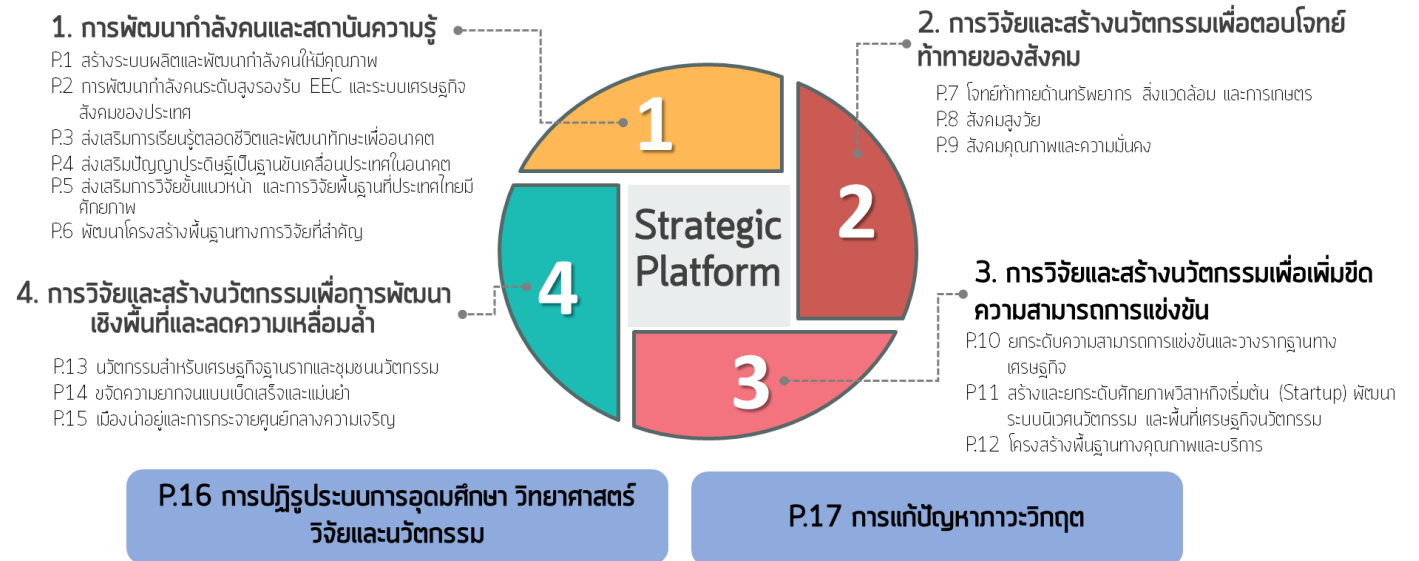 1. การพัฒนากำลังคนและสถาบันความรู้
P.1 สร้างระบบผลิตและพัฒนากำลังคนให้มีคุณภาพ
P.2 การพัฒนากำลังคนระดับสูงรองรับ EEC และระบบเศรษฐกิจ
สังคมของประเทศ
P.3 ส่งเสริมการเรียนรู้ตลอดชีวิตและพัฒนาทักษะเพื่ออนาคต
P.4 ส่งเสริมปัญญาประดิษฐ์เป็นฐานขับเคลื่อนประเทศในอนาคต
P.5 ส่งเสริมการวิจัยขั้นแนวหน้า และการวิจัยพื้นฐานที่ประเทศไทยมี
ศักยภาพ
P.6 พัฒนาโครงสร้างพื้นฐานทางการวิจัยที่สำคัญ
2. การวิจัยและสร้างนวัตกรรมเพื่อตอบโจทย์
ท้าทายของสังคม
P.7 โจทย์ท้าทายด้านทรัพยากร สิ่งแวดล้อม และการเกษตร
P.8 สังคมสูงวัย
P.9 สังคมคุณภาพและความมั่นคง
1
2
3
4
Strategic
Platform
3. การวิจัยและสร้างนวัตกรรมเพื่อเพิ่มขีด
ความสามารถการแข่งขัน
P.10 ยกระดับความสามารถการแข่งขันและวางรากฐานทาง
เศรษฐกิจ
P.11 สร้างและยกระดับศักยภาพวิสาหกิจเริ่มต้น (Startup) พัฒนา
ระบบนิเวศนวัตกรรม และพื้นที่เศรษฐกิจนวัตกรรม
P.12 โครงสร้างพื้นฐานทางคุณภาพและบริการ
4. การวิจัยและสร้างนวัตกรรมเพื่อการพัฒนา
เชิงพื้นที่และลดความเหลื่อมล้ำ
P.13 นวัตกรรมสำหรับเศรษฐกิจฐานรากและชุมชนนวัตกรรม
P.14 ขจัดความยากจนแบบเบ็ดเสร็จและแม่นยำ
P.15 เมืองน่าอยู่และการกระจายศูนย์กลางความเจริญ
P.16 การปฏิรูประบบการอุดมศึกษา วิทยาศาสตร์
วิจัยและนวัตกรรม
P.17 การแก้ปัญหาภาวะวิกฤต